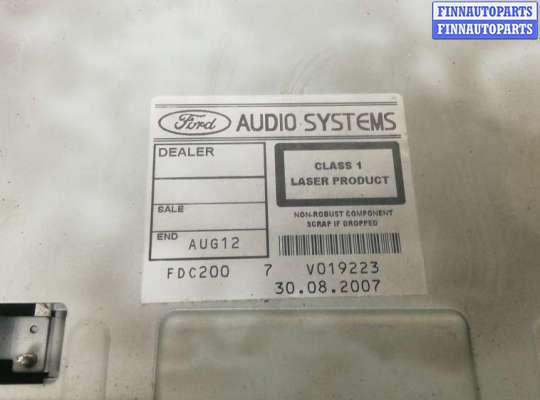 FINNAUTOPARTS
FINNAUTOPARTS
Ford AUDIO SYSTEMS
DEALER
SALE
END AUG12
CLASS 1
LASER PRODUCT
NON-ROBUST COMPONENT
SCRAP IF DROPPED
FDC200 7 V019223
30.08.2007